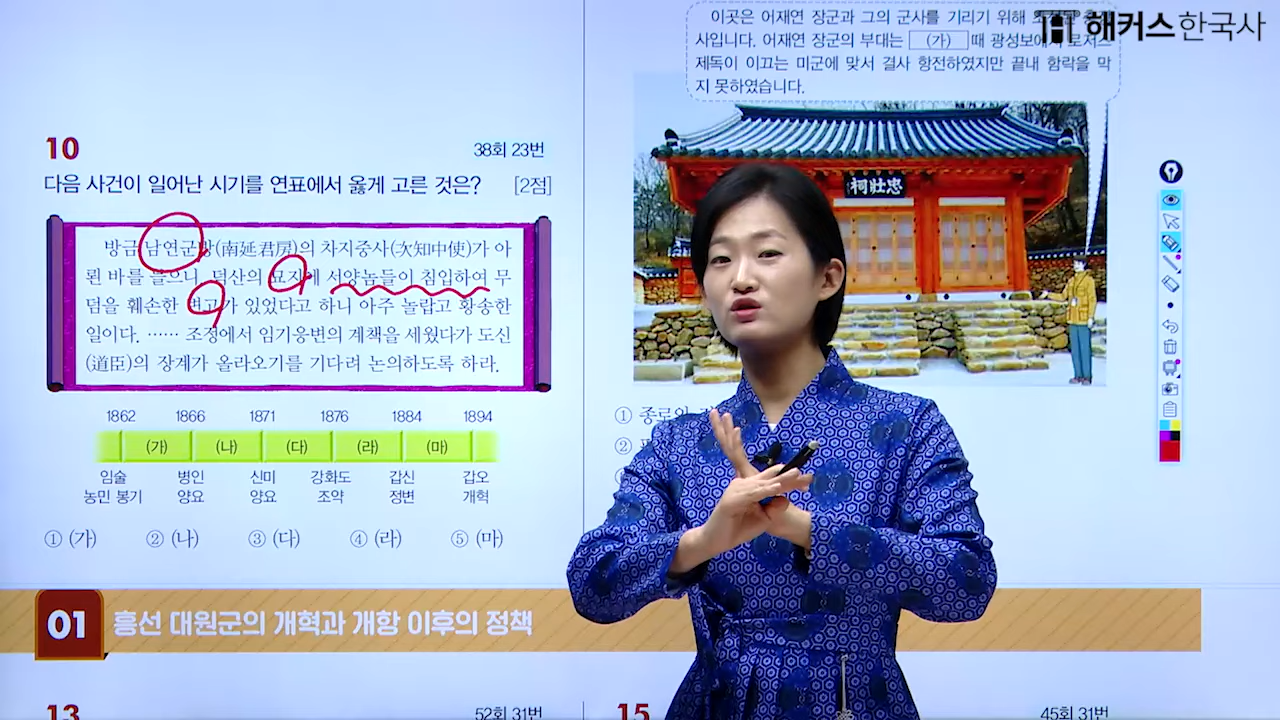 해커스한국사
이곳은 어재연 장군과 그의 군사를 기리기 위해
사입니다. 어재연 장군의 부대는 (가) 때 광성보에서 로저스
제독이 이끄는 미군에 맞서 결사 항전하였지만 끝내 함락을 막
지 못하였습니다.
忠壯祠
10
38회 23번
다음 사건이 일어난 시기를 연표에서 옳게 고른 것은? [2점]
방금 남연군방(南延君房)의 차지중사(次知中使)가 아
뢴 바를 들으니, 덕산의 묘지에 서양놈들이 침입하여 무
덤을 훼손한 변고가 있었다고 하니 아주 놀랍고 황송한
일이다. …… 조정에서 임기응변의 계책을 세웠다가 도신
(道臣)의 장계가 올라오기를 기다려 논의하도록 하라.
1862 1866 1871 1876 1884 1894
(가) (나) (다) (라) (마)
임술 병인 신미 강화도 갑신 갑오
농민 봉기 양요 양요 조약 정변 개혁
① (가) ② (나) ③ (다) ④ (라) ⑤ (마)
① 종로의
②
01 흥선 대원군의 개혁과 개항 이후의 정책
13
52회 31번
15
45회 31번